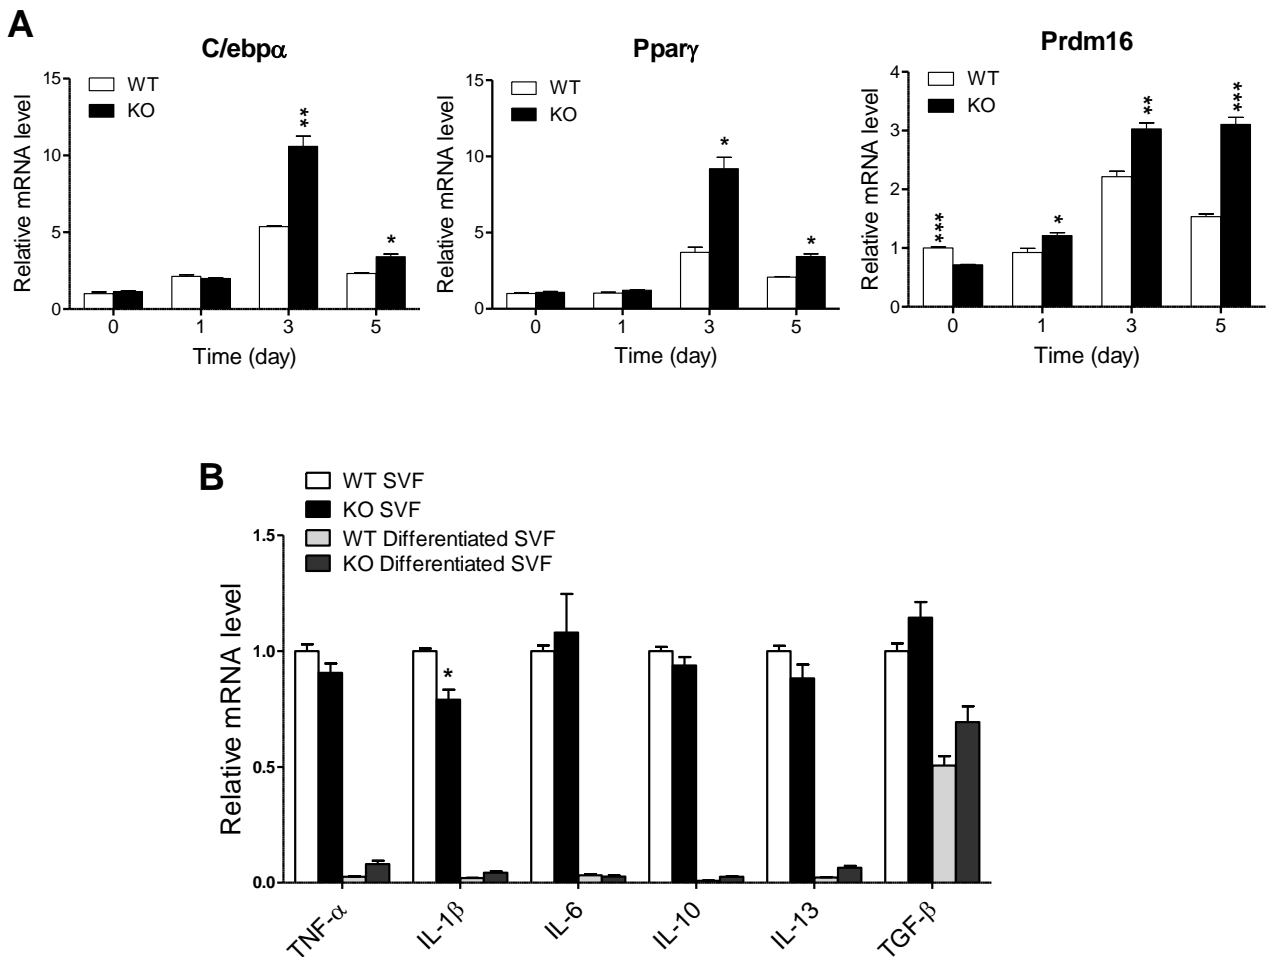 A
C/ebpα
Relative mRNA level
15
10
5
0
WT
KO
**
*
0 1 3 5
Time (day)
Pparγ
Relative mRNA level
15
10
5
0
WT
KO
*
*
0 1 3 5
Time (day)
Prdm16
Relative mRNA level
4
3
2
1
0
WT
KO
***
*
**
***
0 1 3 5
Time (day)
B
WT SVF
KO SVF
WT Differentiated SVF
KO Differentiated SVF
Relative mRNA level
1.5
1.0
0.5
0.0
*
TNF-α
IL-1β
IL-6
IL-10
IL-13
TGF-β